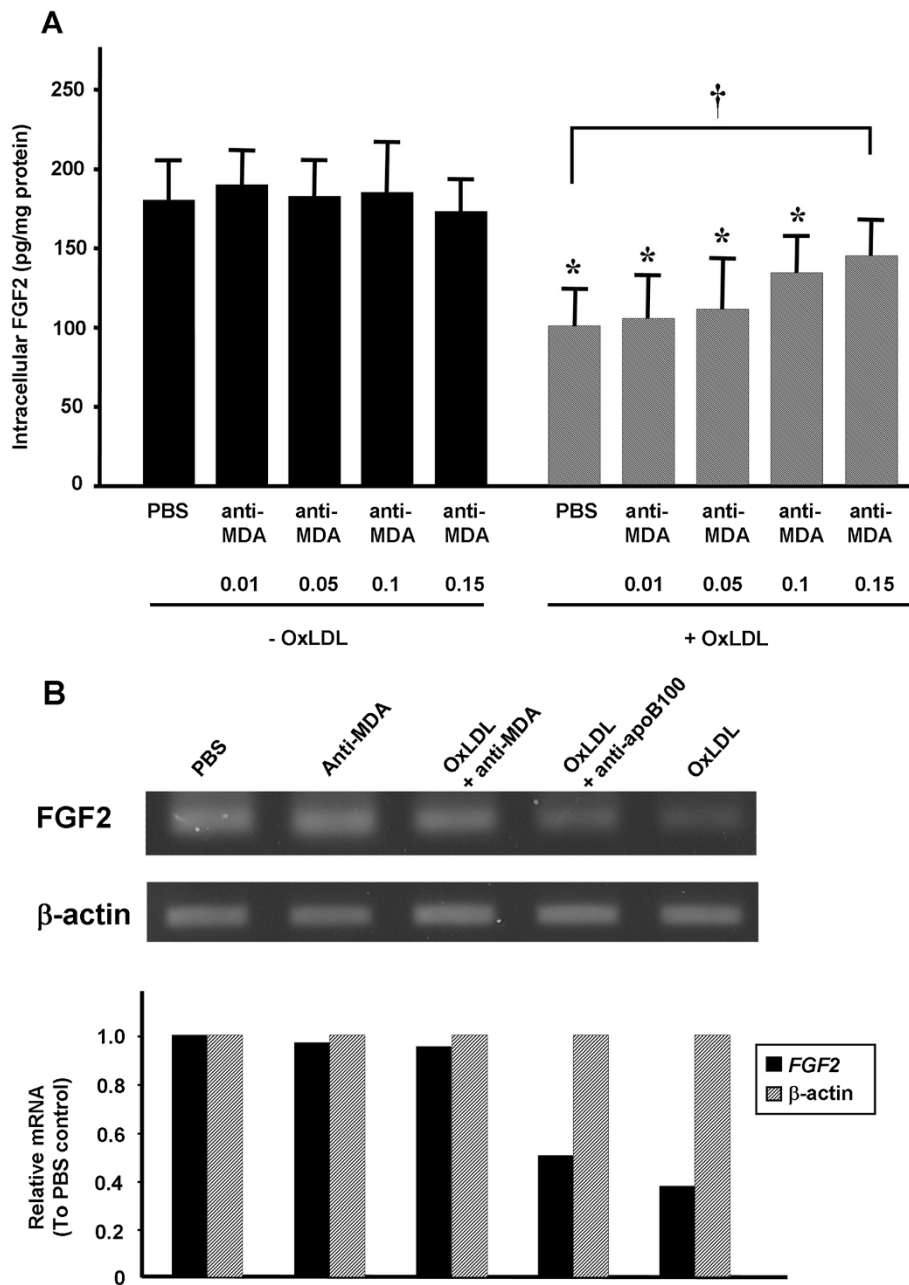 A
Intracellular FGF2 (pg/mg protein)
250
200
150
100
50
0
†
* * * *
PBS anti-MDA anti-MDA anti-MDA anti-MDA PBS anti-MDA anti-MDA anti-MDA anti-MDA
0.01 0.05 0.1 0.15 0.01 0.05 0.1 0.15
- OxLDL + OxLDL
B
PBS
Anti-MDA
OxLDL
+ anti-MDA
OxLDL
+ anti-apoB100
OxLDL
FGF2
β-actin
Relative mRNA
(To PBS control)
1.0
0.8
0.6
0.4
0.2
0
FGF2
β-actin